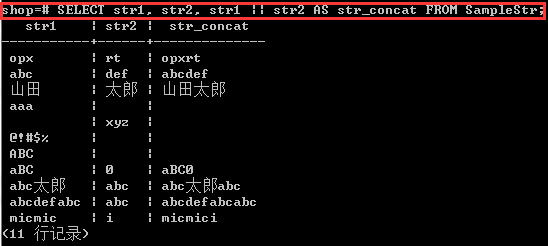 shop=# SELECT str1, str2, str1 || str2 AS str_concat FROM SampleStr;
   str1    | str2 |  str_concat
-----------+------+--------------
 opx       | rt   | opxrt
 abc       | def  | abcdef
 山田      | 太郎 | 山田太郎
 aaa       |      |
           | xyz  |
 @!#$%     |      |
 ABC       |      |
 aBC       | 0    | aBC0
 abc太郎   | abc  | abc太郎abc
 abcdefabc | abc  | abcdefabcabc
 micmic    | i    | micmici
(11 行记录)